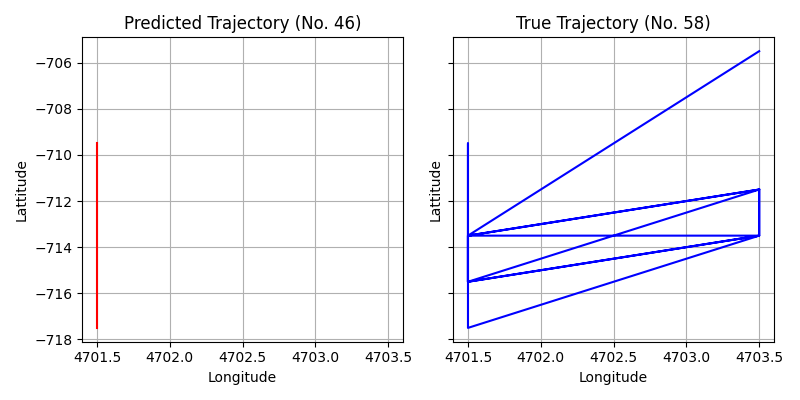 Predicted Trajectory (No. 46)
True Trajectory (No. 58)
−706
−708
−710
−712
−714
−716
−718
Lattitude
Lattitude
4701.5 4702.0 4702.5 4703.0 4703.5
4701.5 4702.0 4702.5 4703.0 4703.5
Longitude
Longitude